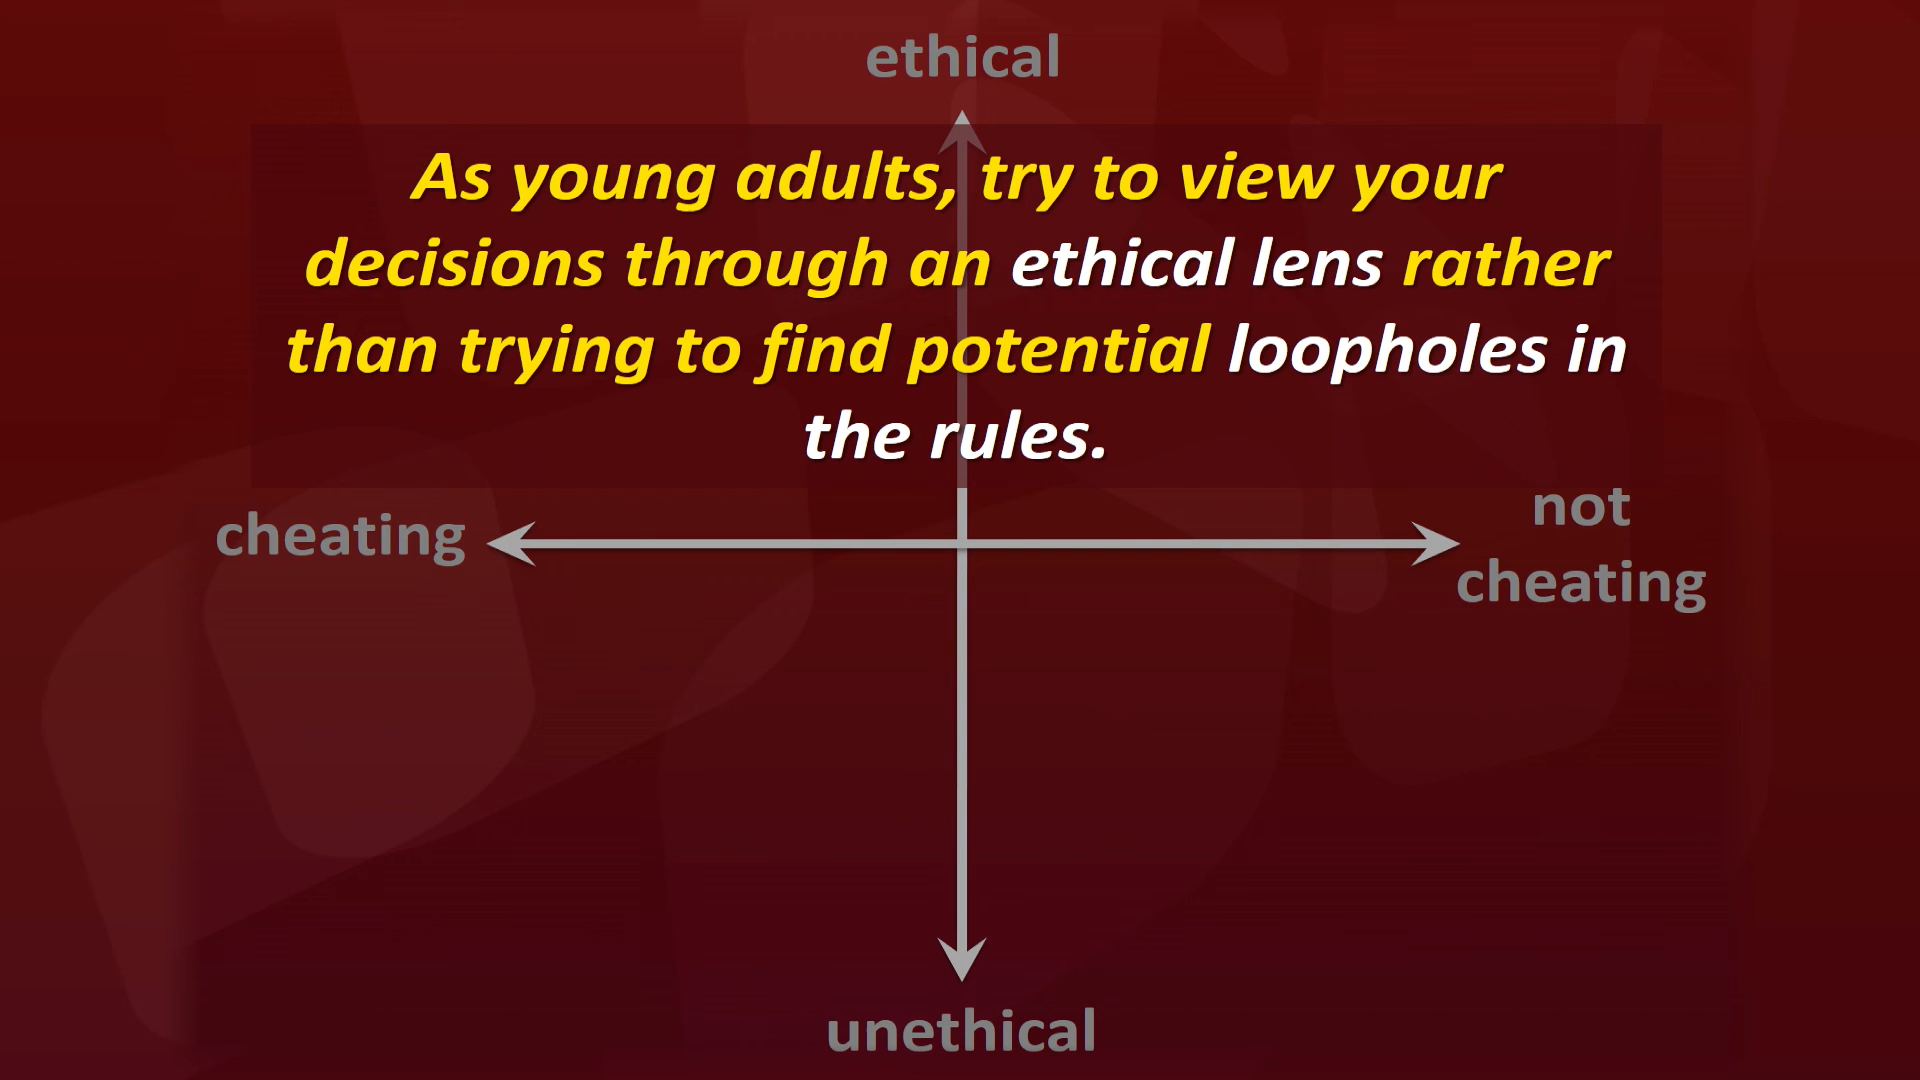 ethical
As young adults, try to view your
decisions through an ethical lens rather
than trying to find potential loopholes in
the rules.
cheating
not
cheating
unethical